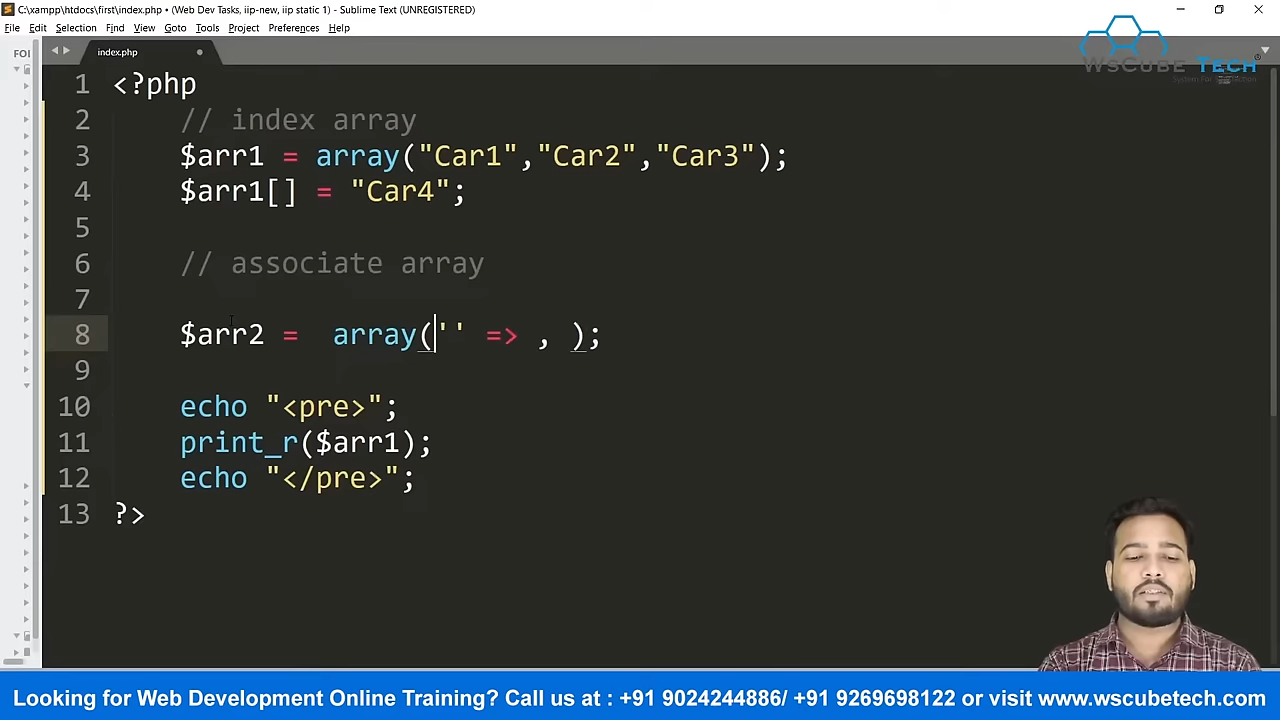 C:\xampp\htdocs\first\index.php • (Web Dev Tasks, iip-new, iip static 1) - Sublime Text (UNREGISTERED)
File Edit Selection Find View Goto Tools Project Preferences Help
FOI
index.php
WsCube Tech
1 <?php
2 // index array
3 $arr1 = array("Car1","Car2","Car3");
4 $arr1[] = "Car4";
5
6 // associate array
7
8 $arr2 =  array('' => , );
9
10 echo "<pre>";
11 print_r($arr1);
12 echo "</pre>";
13 ?>
Looking for Web Development Online Training? Call us at : +91 9024244886/ +91 9269698122 or visit www.wscubetech.com